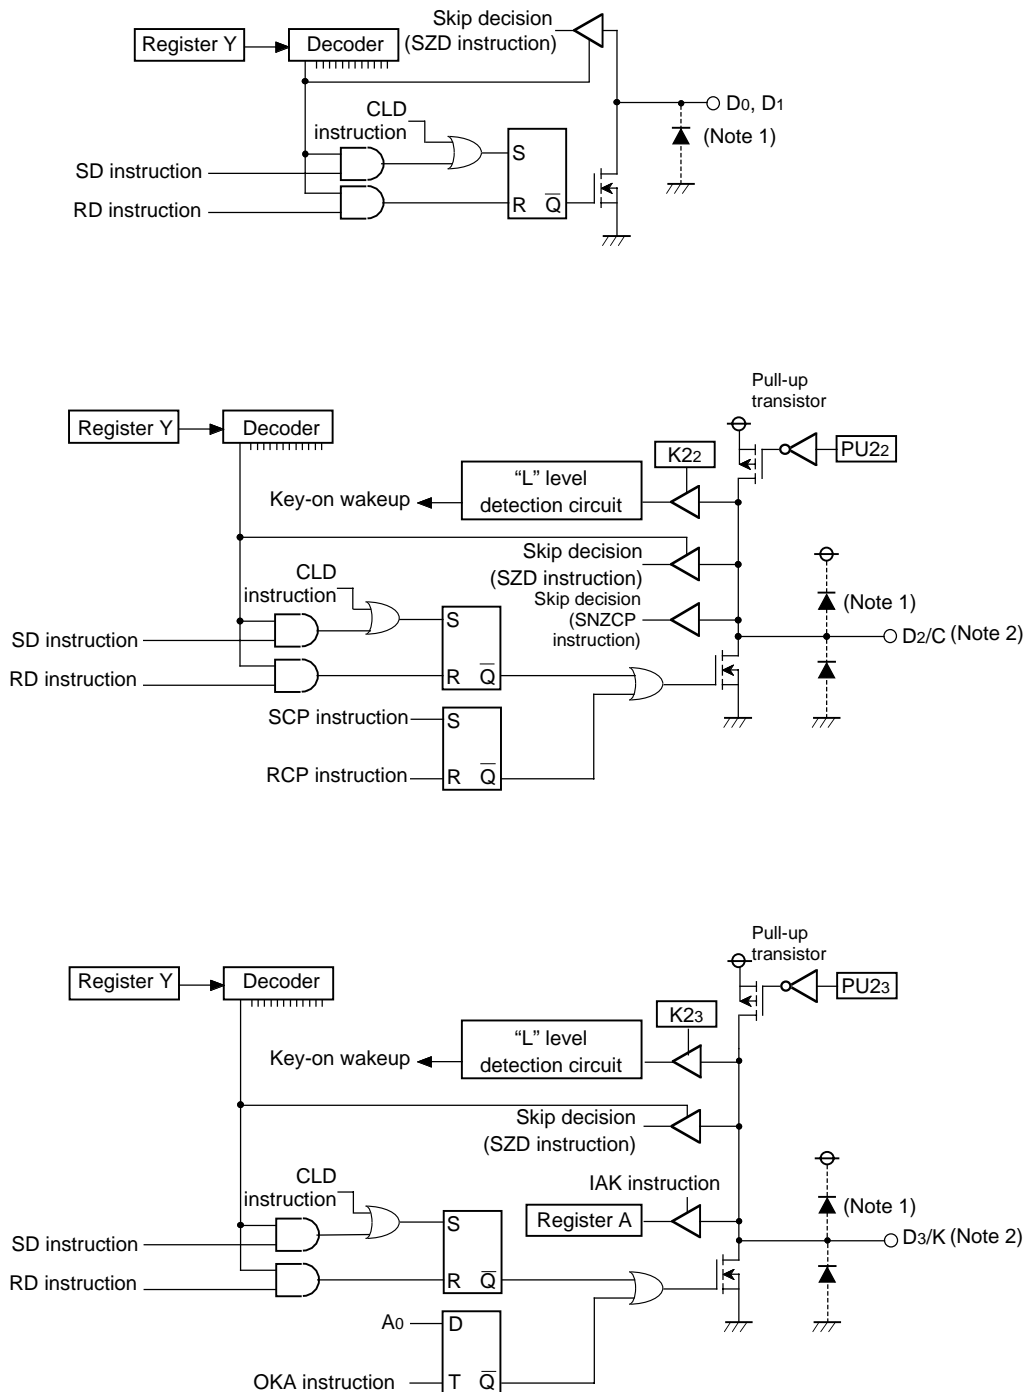 Skip decision
(SZD instruction)
Register Y
Decoder
D0, D1
(Note 1)
CLD
instruction
S
SD instruction
RD instruction
R Q̅
Pull-up
transistor
Register Y
Decoder
K22
PU22
“L” level
detection circuit
Key-on wakeup
Skip decision
(SZD instruction)
CLD
instruction
Skip decision
(SNZCP
instruction)
(Note 1)
S
SD instruction
D2/C (Note 2)
RD instruction
R Q̅
SCP instruction
S
RCP instruction
R Q̅
Pull-up
transistor
Register Y
Decoder
PU23
K23
“L” level
detection circuit
Key-on wakeup
Skip decision
(SZD instruction)
IAK instruction
CLD
instruction
Register A
(Note 1)
S
SD instruction
D3/K (Note 2)
RD instruction
R Q̅
A0
D
OKA instruction
T Q̅